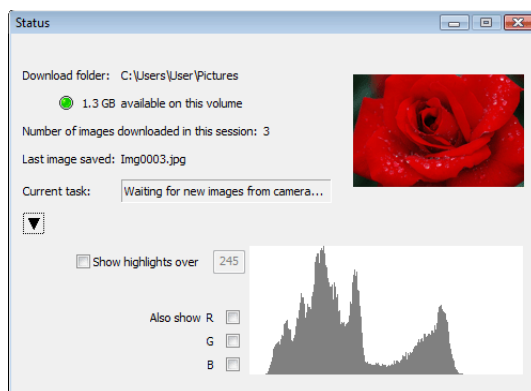 Status
Download folder: C:\Users\User\Pictures
1.3 GB available on this volume
Number of images downloaded in this session: 3
Last image saved: Img0003.jpg
Current task: Waiting for new images from camera...
Show highlights over 245
Also show R
G
B